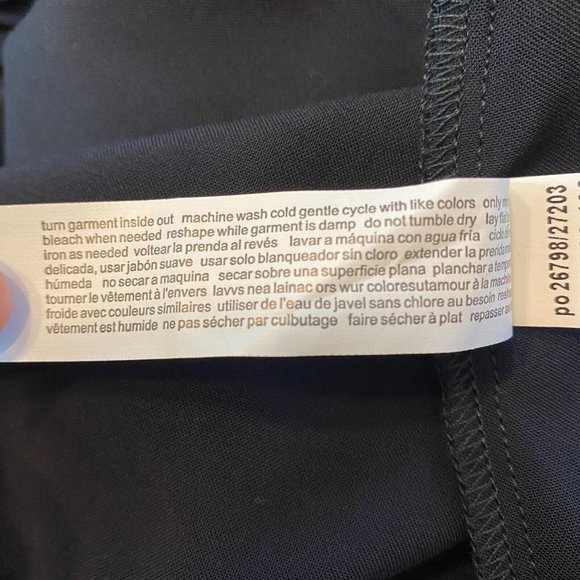 turn garment inside out machine wash cold gentle cycle with like colors only
bleach when needed reshape while garment is damp do not tumble dry lay
iron as needed voltear la prenda al revés lavar a máquina con agua fría ciclo
delicada, usar jabón suave usar solo blanqueador sin cloro extender la prenda
húmeda no secar a maquina secar sobre una superficie plana planchar a
tourner le vêtement à l'envers lavvs nea lainac ors wur coloresutamour à la
froide avec couleurs similaires utiliser de l'eau de javel sans chlore au besoin
vêtement est humide ne pas sécher par culbutage faire sécher à plat repasser
po 26798/27203